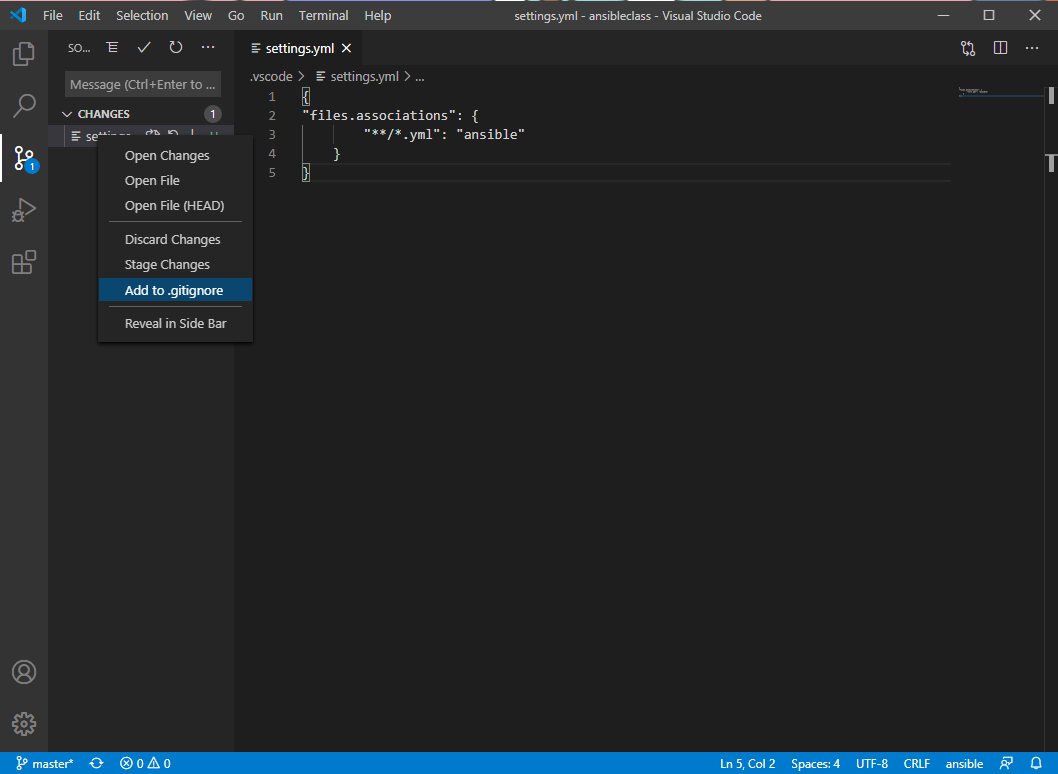 File Edit Selection View Go Run Terminal Help settings.yml - ansibleclass - Visual Studio Code
SO...
settings.yml
Message (Ctrl+Enter to ...
.vscode > settings.yml > ...
CHANGES 1
1 {
2 "files.associations": {
3 "**/*.yml": "ansible"
4 }
5 }
1
Open Changes
Open File
Open File (HEAD)
Discard Changes
Stage Changes
Add to .gitignore
Reveal in Side Bar
master* 0 0 Ln 5, Col 2 Spaces: 4 UTF-8 CRLF ansible